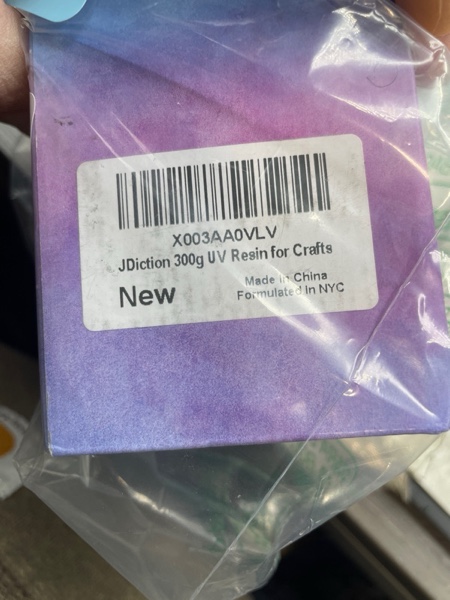 X003AA0VLV
JDiction 300g UV Resin for Crafts
New
Made in China
Formulated in NYC